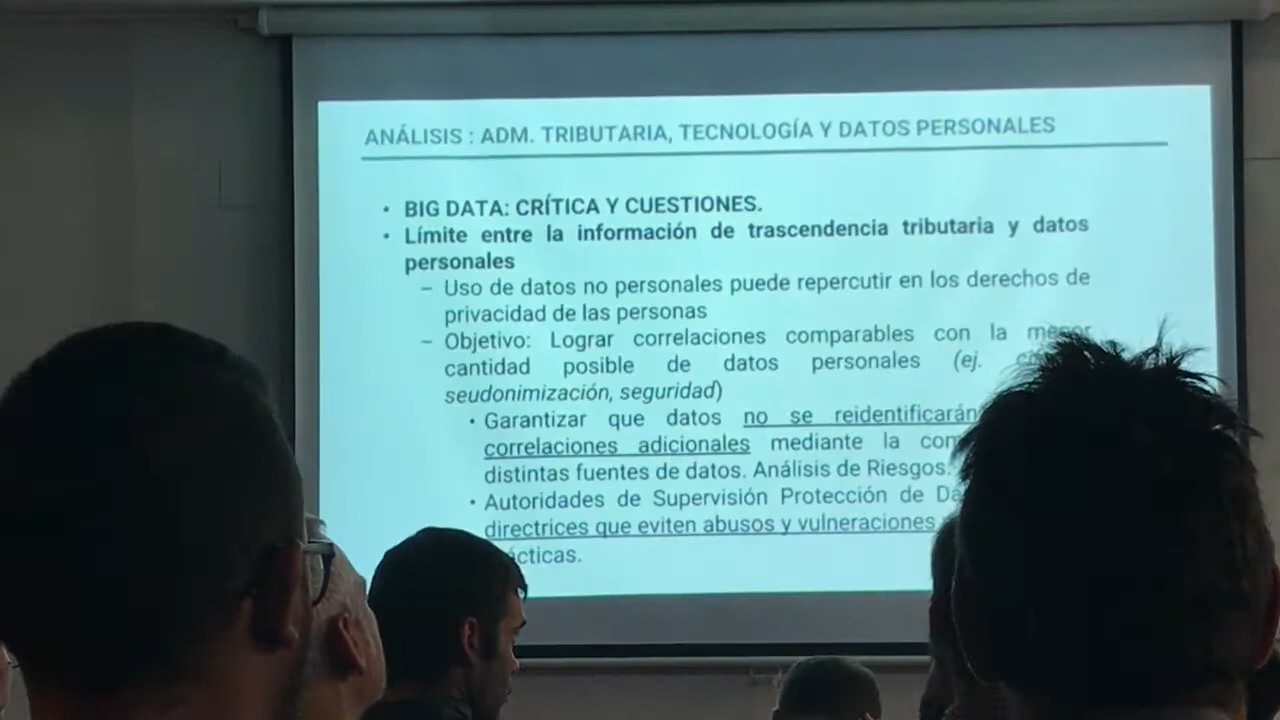 ANÁLISIS : ADM. TRIBUTARIA, TECNOLOGÍA Y DATOS PERSONALES
• BIG DATA: CRÍTICA Y CUESTIONES.
• Límite entre la información de trascendencia tributaria y datos
personales
– Uso de datos no personales puede repercutir en los derechos de
privacidad de las personas
– Objetivo: Lograr correlaciones comparables con la menor
cantidad posible de datos personales (ej.
seudonimización, seguridad)
• Garantizar que datos no se reidentificarán
correlaciones adicionales mediante la
distintas fuentes de datos. Análisis de Riesgos.
• Autoridades de Supervisión Protección de
directrices que eviten abusos y vulneraciones